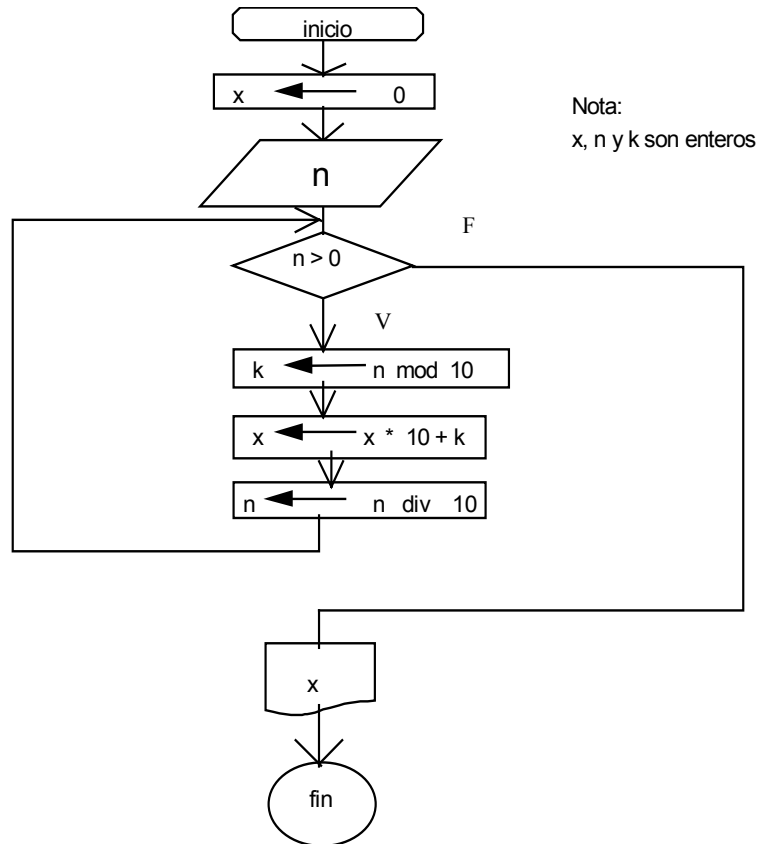 inicio
x ← 0
Nota:
x, n y k son enteros
n
F
n > 0
V
k ← n mod 10
x ← x * 10 + k
n ← n div 10
x
fin